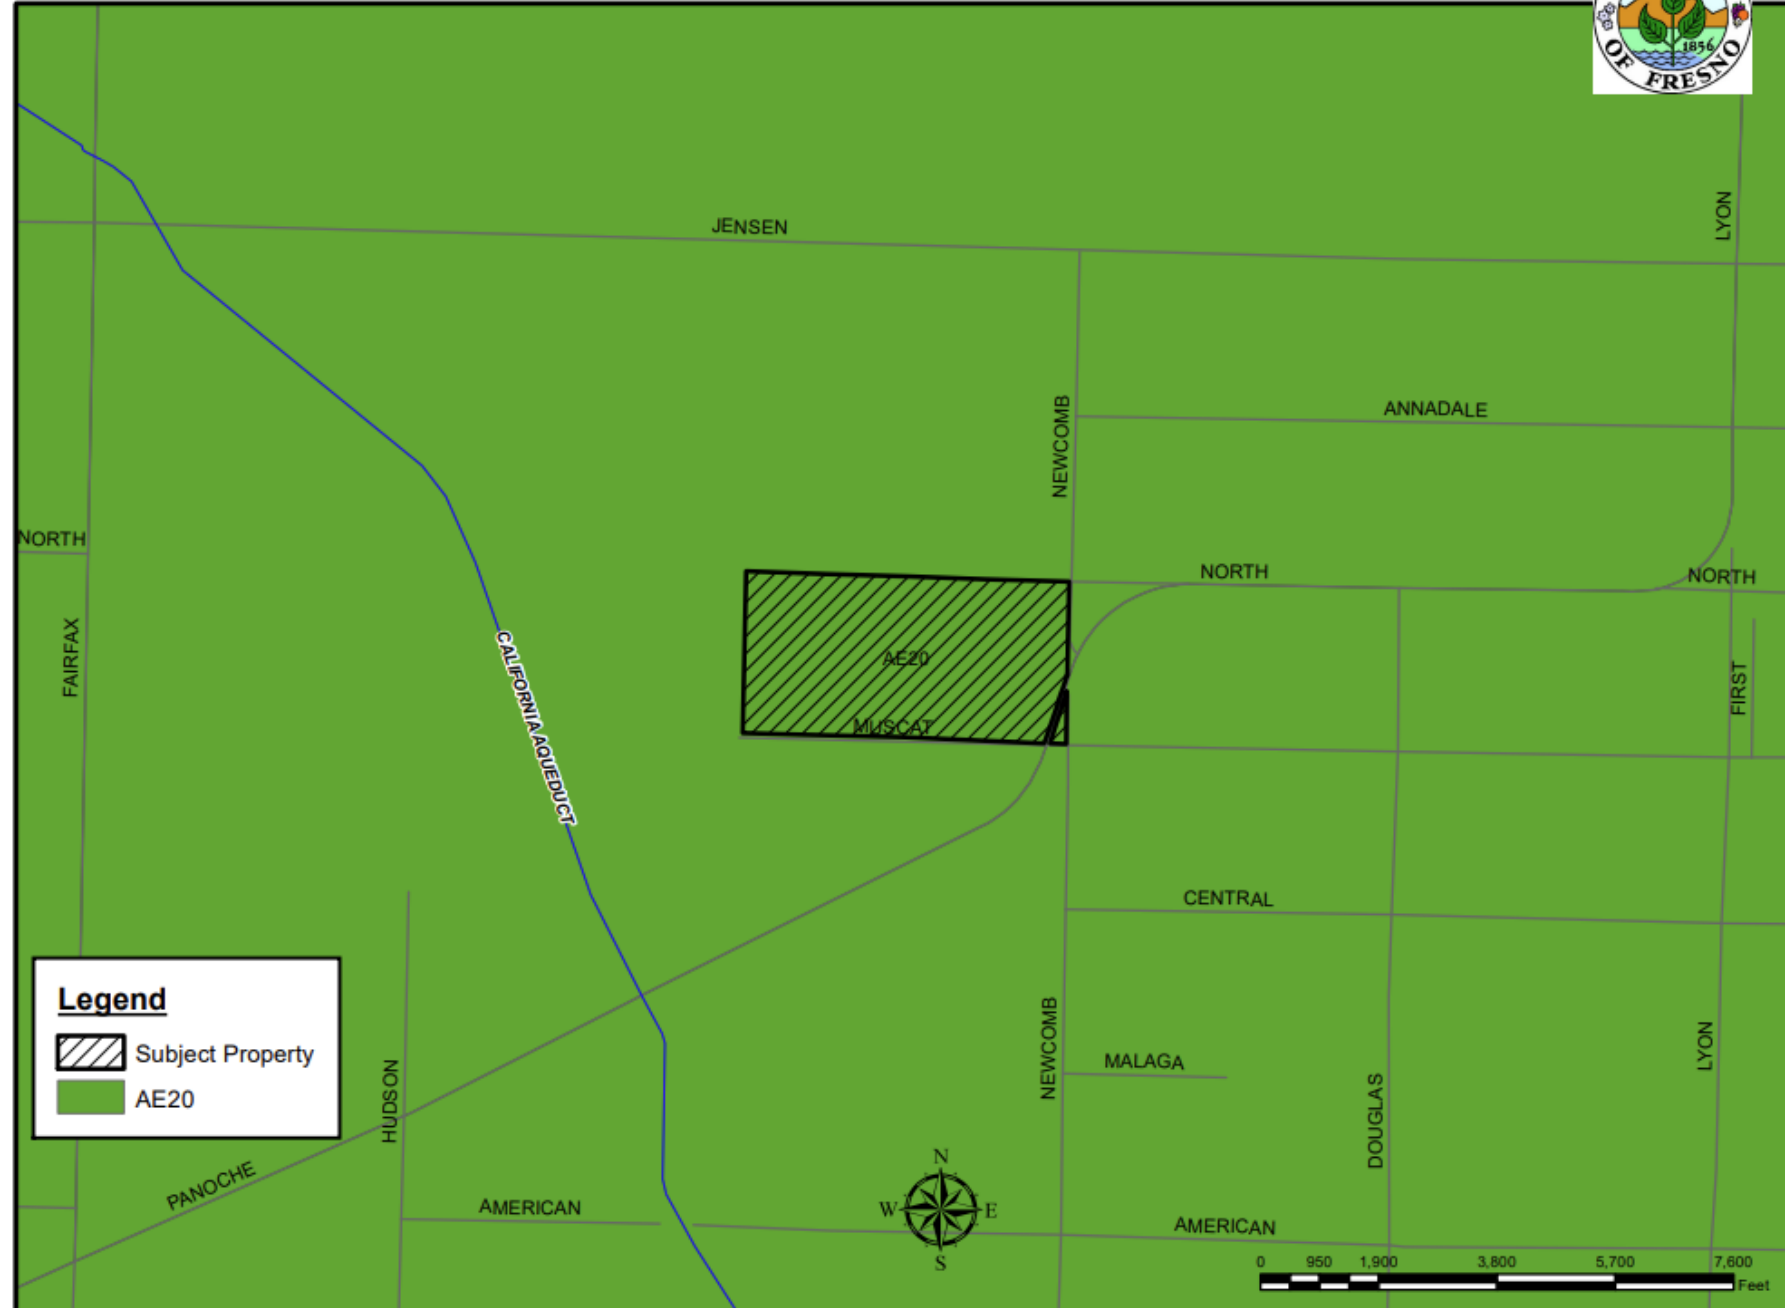 1856
OF FRESNO
LYON
JENSEN
NEWCOMB
ANNADALE
NORTH
NORTH
NORTH
FAIRFAX
AE20
MUSCAT
FIRST
CALIFORNIA AQUEDUCT
CENTRAL
Legend
Subject Property
AE20
HUDSON
PANOCHE
NEWCOMB
MALAGA
DOUGLAS
LYON
AMERICAN
AMERICAN
N
W E
S
0 950 1,900 3,800 5,700 7,600
Feet